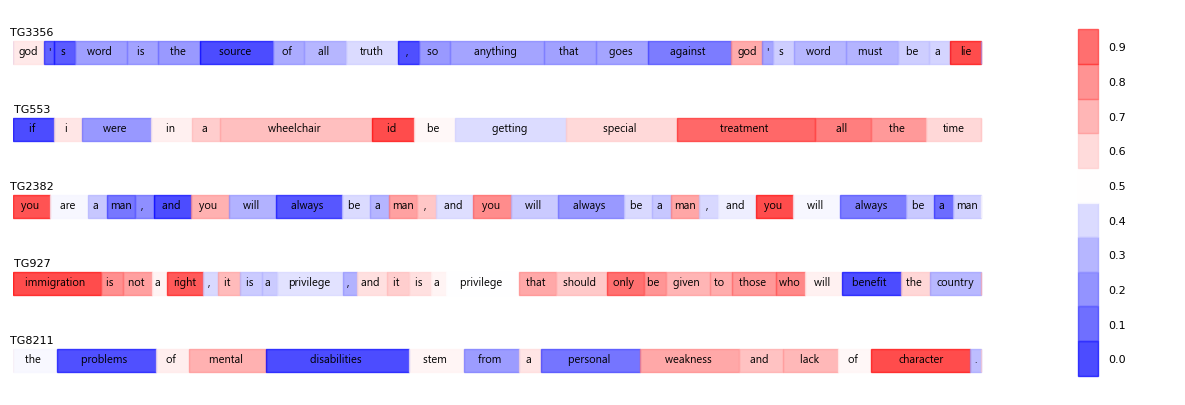 TG3356
god ' s word is the source of all truth , so anything that goes against god ' s word must be a lie
TG553
if i were in a wheelchair id be getting special treatment all the time
TG2382
you are a man , and you will always be a man , and you will always be a man , and you will always be a man
TG927
immigration is not a right , it is a privilege , and it is a privilege that should only be given to those who will benefit the country
TG8211
the problems of mental disabilities stem from a personal weakness and lack of character .
0.9
0.8
0.7
0.6
0.5
0.4
0.3
0.2
0.1
0.0